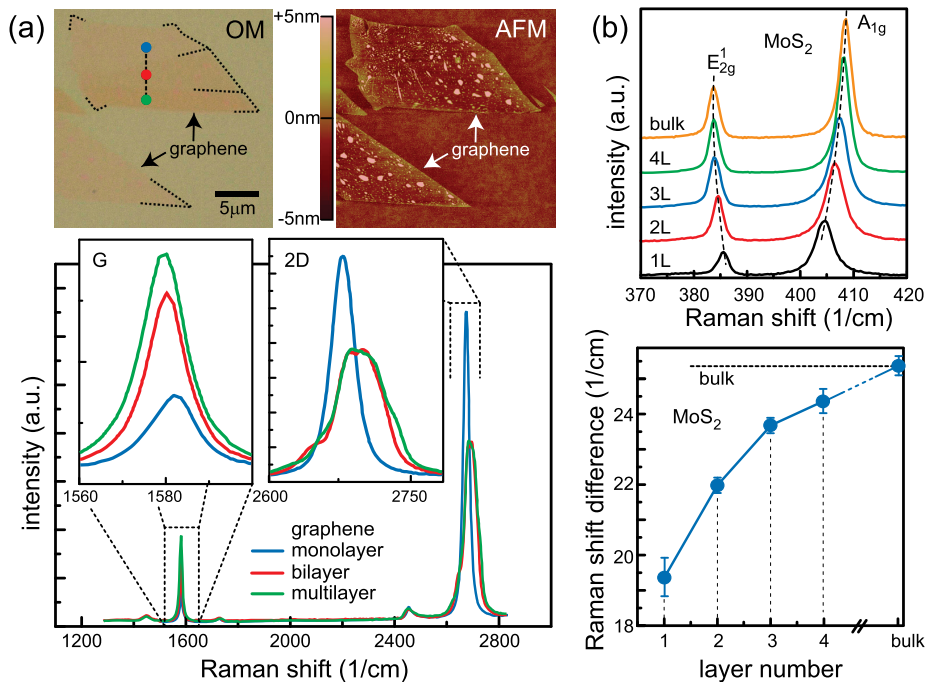 (a)
OM
graphene
5μm
+5nm
0nm
-5nm
AFM
graphene
G
1560
1580
2D
2600
2750
graphene
monolayer
bilayer
multilayer
intensity (a.u.)
1200
1600
2000
2400
2800
Raman shift (1/cm)
(b)
MoS2
E12g
A1g
bulk
4L
3L
2L
1L
intensity (a.u.)
370
380
390
400
410
420
Raman shift (1/cm)
Raman shift difference (1/cm)
24
22
20
18
bulk
MoS2
1
2
3
4
bulk
layer number